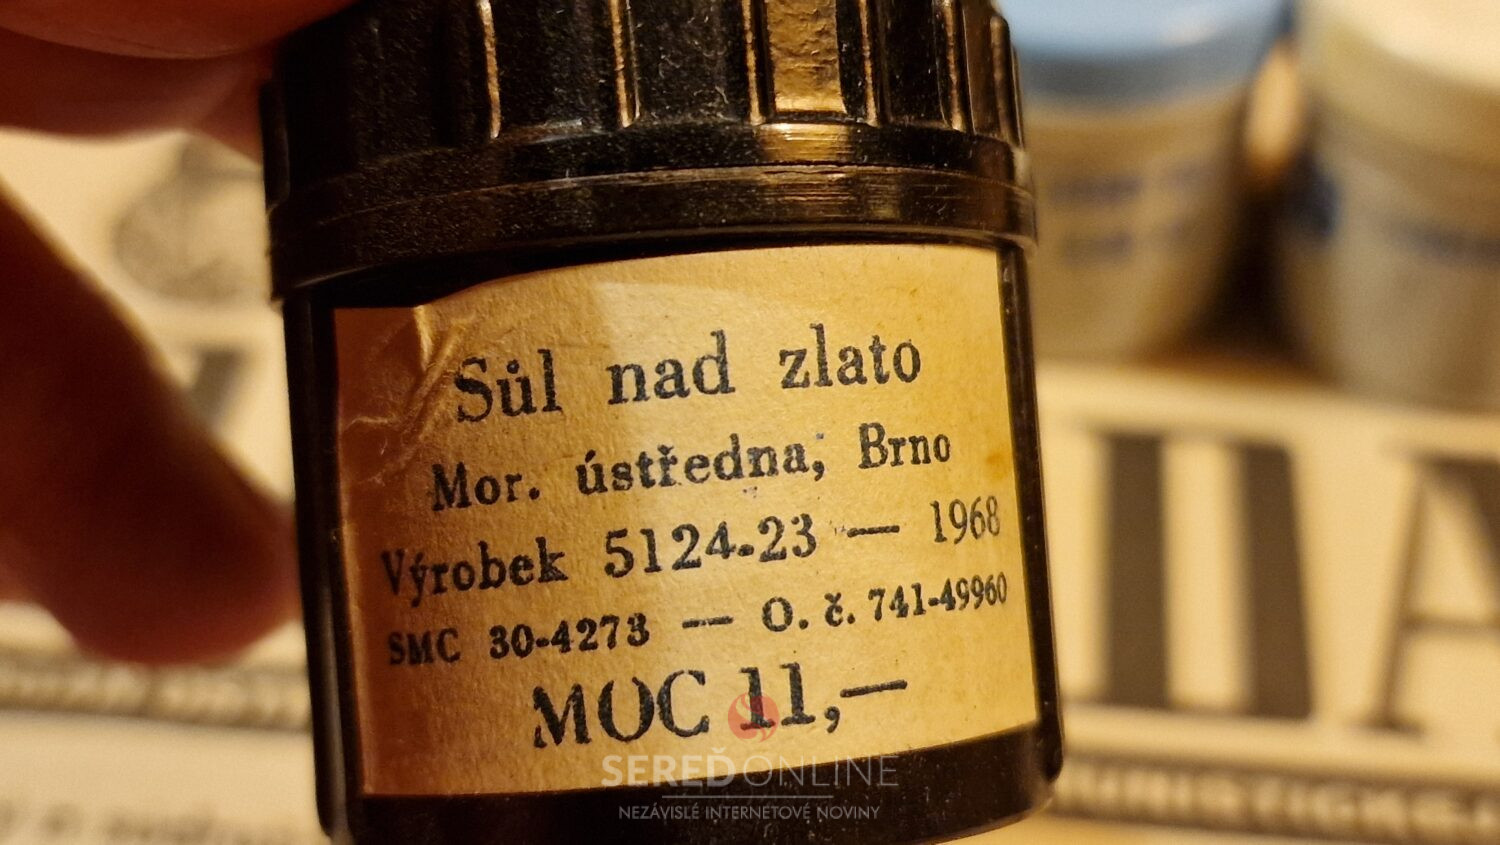 Sůl nad zlato
Mor. ústředna, Brno
Výrobek 5124-23 — 1968
SMC 30-4273 — O. č. 741-49960
MOC 11,—
SEREĎONLINE
NEZÁVISLÉ INTERNETOVÉ NOVINY